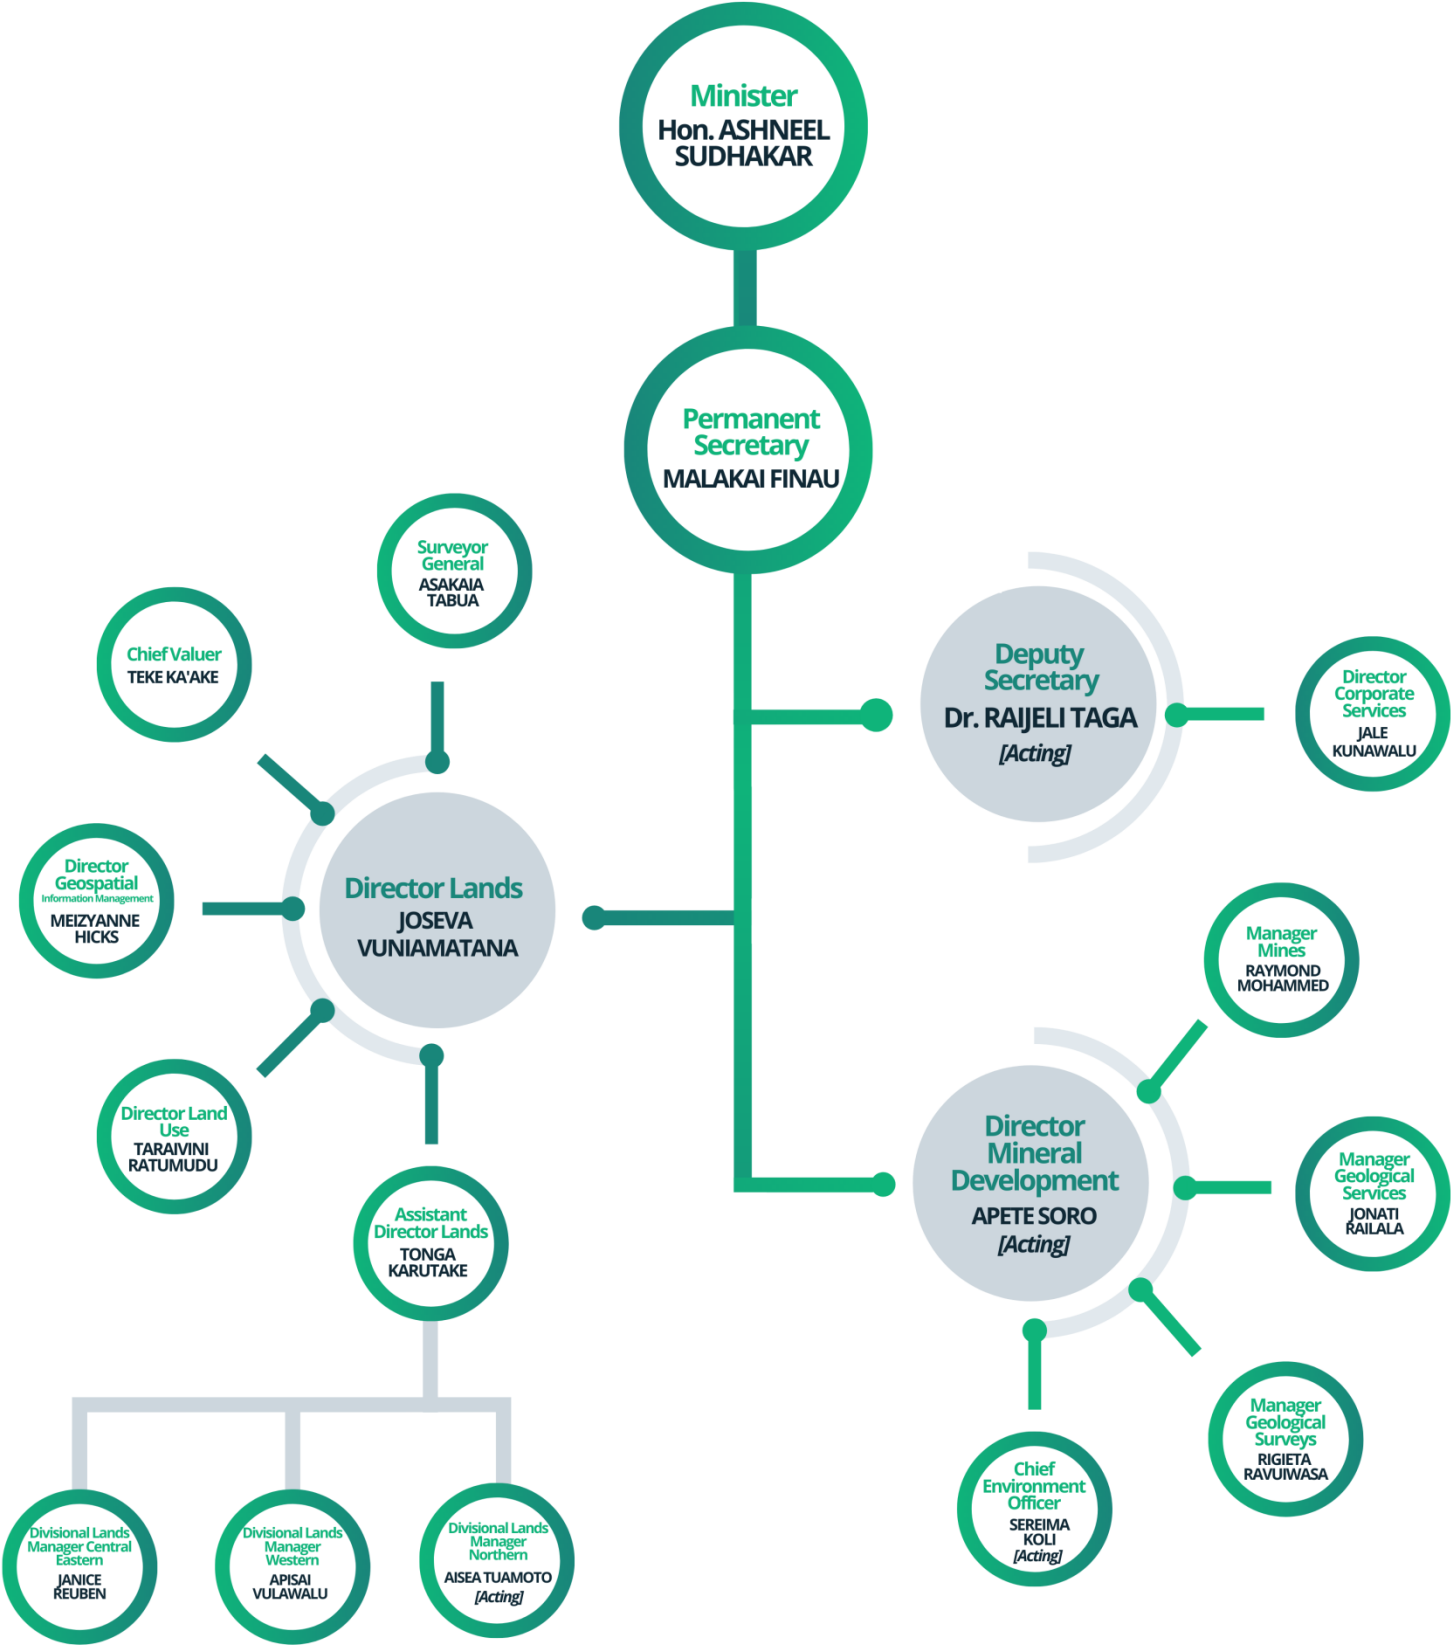 Minister
Hon. ASHNEEL
SUDHAKAR
Permanent
Secretary
MALAKAI FINAU
Surveyor
General
ASAKAIA
TABUA
Chief Valuer
TEKE KA'AKE
Director
Geospatial
Information Management
MEIZYANNE
HICKS
Director Lands
JOSEVA
VUNIAMATANA
Director Land
Use
TARAIVINI
RATUMUDU
Assistant
Director Lands
TONGA
KARUTAKE
Divisional Lands
Manager Central
Eastern
JANICE
REUBEN
Divisional Lands
Manager
Western
APISAI
VULAWALU
Divisional Lands
Manager
Northern
AISEA TUAMOTO
[Acting]
Deputy
Secretary
Dr. RAIJELI TAGA
[Acting]
Director
Corporate
Services
JALE
KUNAWALU
Director
Mineral
Development
APETE SORO
[Acting]
Manager
Mines
RAYMOND
MOHAMMED
Manager
Geological
Services
JONATI
RAILALA
Manager
Geological
Surveys
RIGIETA
RAVUIWASA
Chief
Environment
Officer
SEREIMA
KOLI
[Acting]